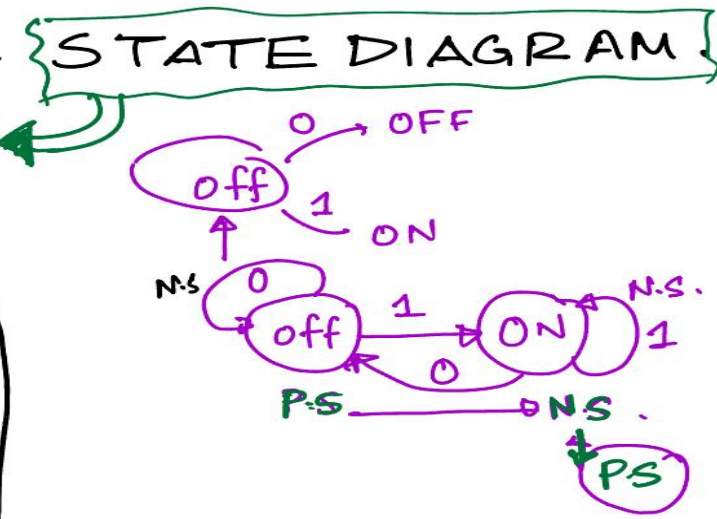 STATE DIAGRAM.
0 OFF
off
1 ON
N.S 0
off 1 ON N.S. 1
0
P.S N.S.
PS